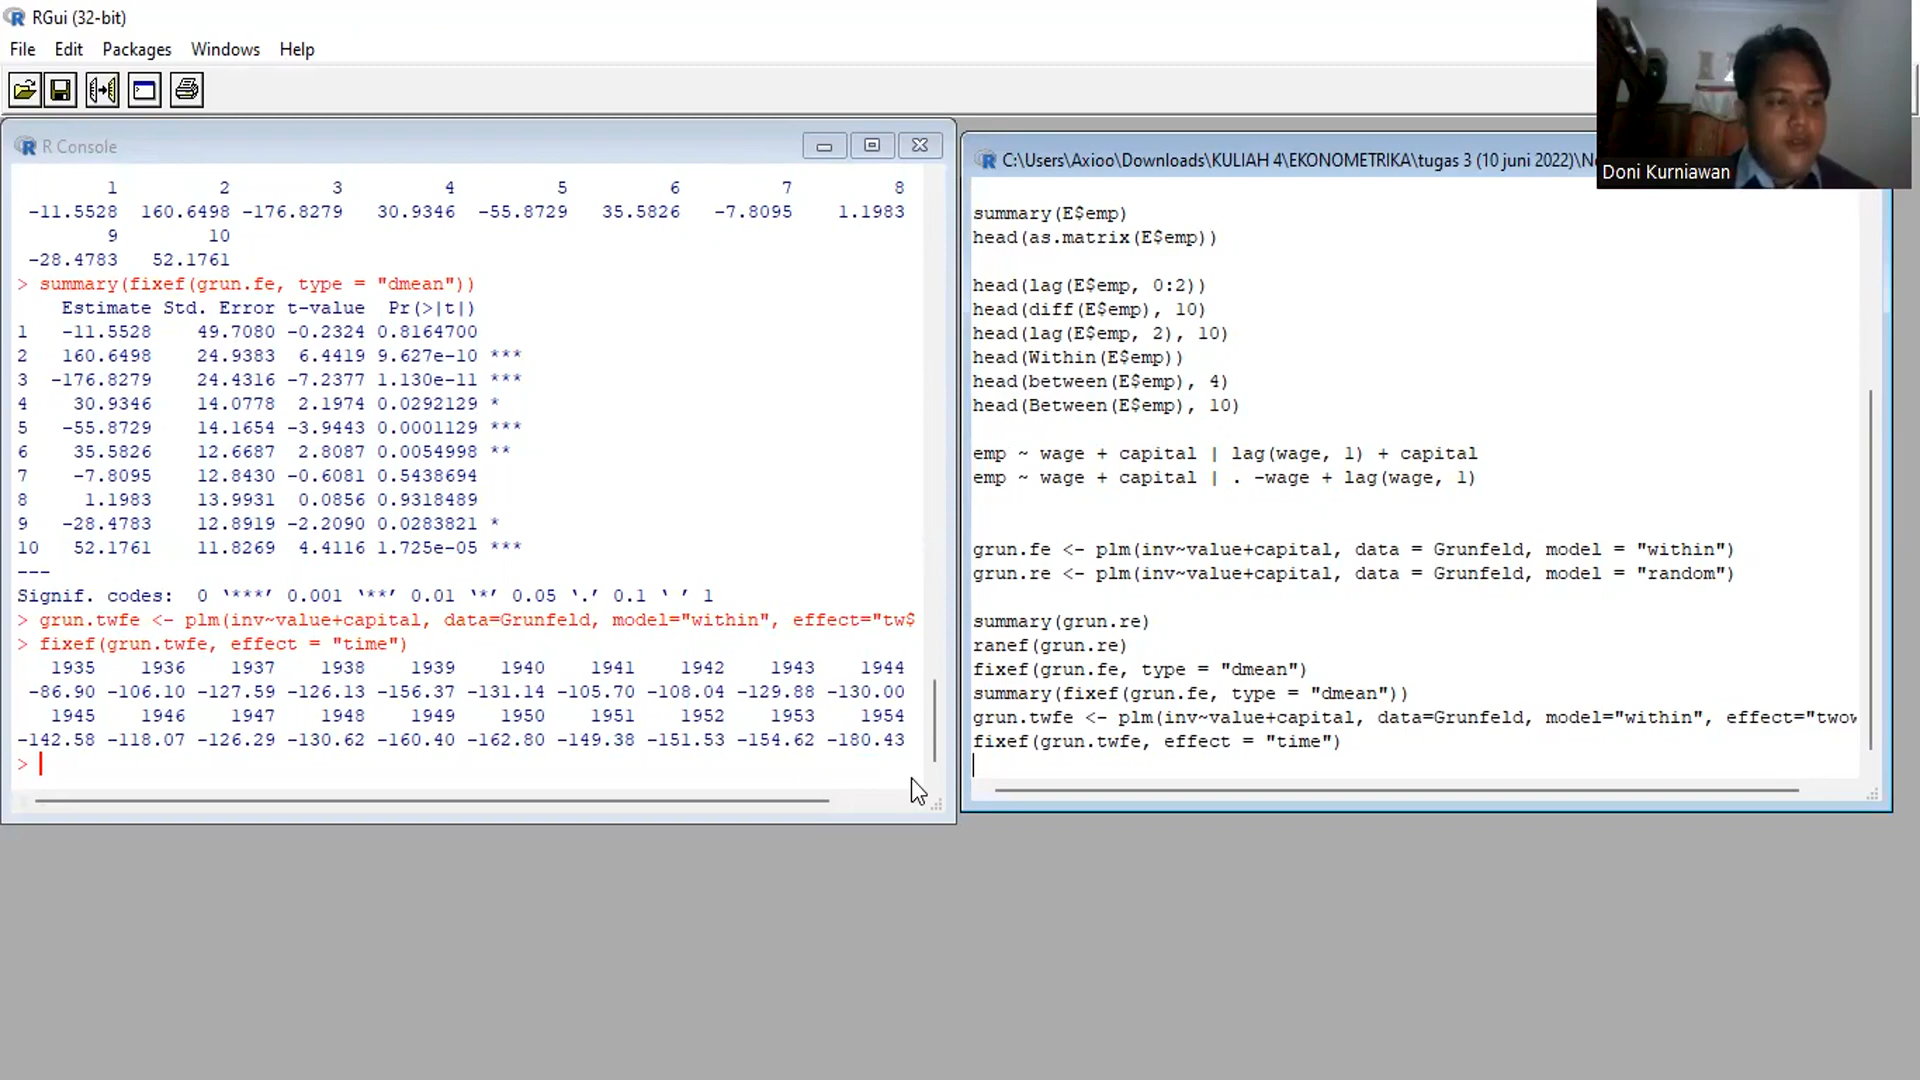 RGui (32-bit)
File Edit Packages Windows Help
R Console
1 2 3 4 5 6 7 8
-11.5528 160.6498 -176.8279 30.9346 -55.8729 35.5826 -7.8095 1.1983
9 10
-28.4783 52.1761
> summary(fixef(grun.fe, type = "dmean"))
Estimate Std. Error t-value Pr(>|t|)
1 -11.5528 49.7080 -0.2324 0.8164700
2 160.6498 24.9383 6.4419 9.627e-10 ***
3 -176.8279 24.4316 -7.2377 1.130e-11 ***
4 30.9346 14.0778 2.1974 0.0292129 *
5 -55.8729 14.1654 -3.9443 0.0001129 ***
6 35.5826 12.6687 2.8087 0.0054998 **
7 -7.8095 12.8430 -0.6081 0.5438694
8 1.1983 13.9931 0.0856 0.9318489
9 -28.4783 12.8919 -2.2090 0.0283821 *
10 52.1761 11.8269 4.4116 1.725e-05 ***
---
Signif. codes: 0 ‘***’ 0.001 ‘**’ 0.01 ‘*’ 0.05 ‘.’ 0.1 ‘ ’ 1
> grun.twfe <- plm(inv~value+capital, data=Grunfeld, model="within", effect="tw$
> fixef(grun.twfe, effect = "time")
1935 1936 1937 1938 1939 1940 1941 1942 1943 1944
-86.90 -106.10 -127.59 -126.13 -156.37 -131.14 -105.70 -108.04 -129.88 -130.00
1945 1946 1947 1948 1949 1950 1951 1952 1953 1954
-142.58 -118.07 -126.29 -130.62 -160.40 -162.80 -149.38 -151.53 -154.62 -180.43
>
C:\Users\Axioo\Downloads\KULIAH 4\EKONOMETRIKA\tugas 3 (10 juni 2022)\
summary(E$emp)
head(as.matrix(E$emp))
head(lag(E$emp, 0:2))
head(diff(E$emp), 10)
head(lag(E$emp, 2), 10)
head(Within(E$emp))
head(between(E$emp), 4)
head(Between(E$emp), 10)
emp ~ wage + capital | lag(wage, 1) + capital
emp ~ wage + capital | . -wage + lag(wage, 1)
grun.fe <- plm(inv~value+capital, data = Grunfeld, model = "within")
grun.re <- plm(inv~value+capital, data = Grunfeld, model = "random")
summary(grun.re)
ranef(grun.re)
fixef(grun.fe, type = "dmean")
summary(fixef(grun.fe, type = "dmean"))
grun.twfe <- plm(inv~value+capital, data=Grunfeld, model="within", effect="twow
fixef(grun.twfe, effect = "time")
Doni Kurniawan